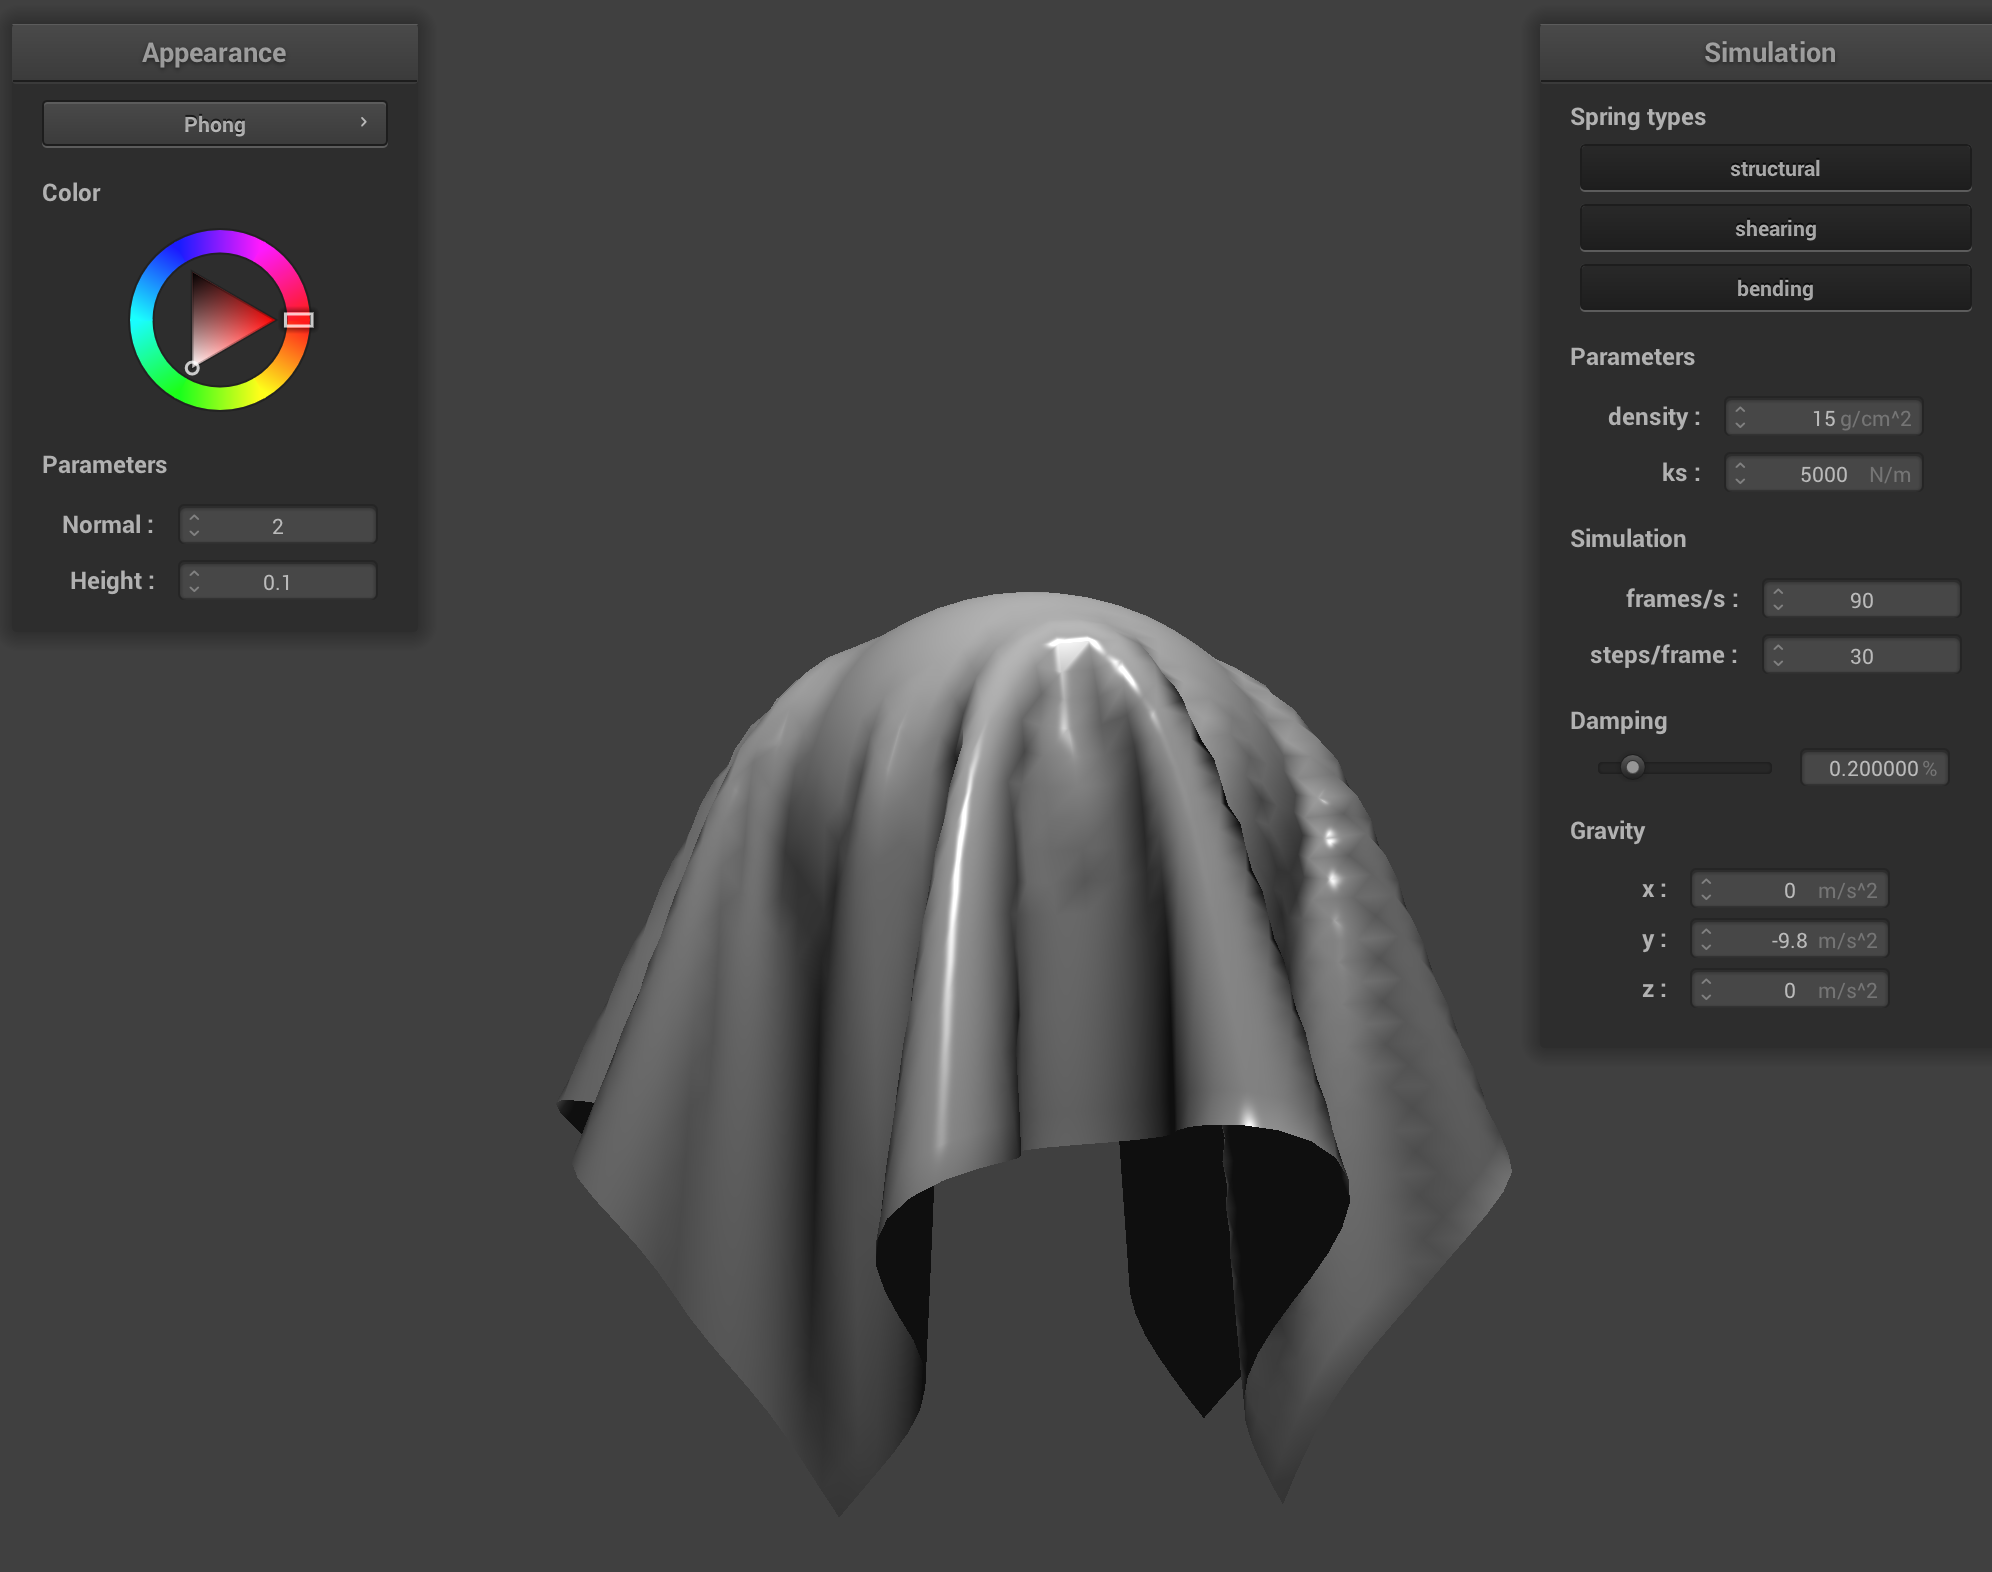 Appearance
Phong
Color
Parameters
Normal : 2
Height : 0.1
Simulation
Spring types
structural
shearing
bending
Parameters
density : 15 g/cm^2
ks : 5000 N/m
Simulation
frames/s : 90
steps/frame : 30
Damping
0.200000 %
Gravity
x : 0 m/s^2
y : -9.8 m/s^2
z : 0 m/s^2